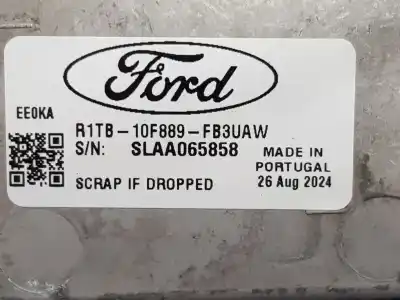 Ford
EE0KA
R1TB-10F889-FB3UAW
S/N: SLAA065858
MADE IN
PORTUGAL
SCRAP IF DROPPED
26 Aug 2024